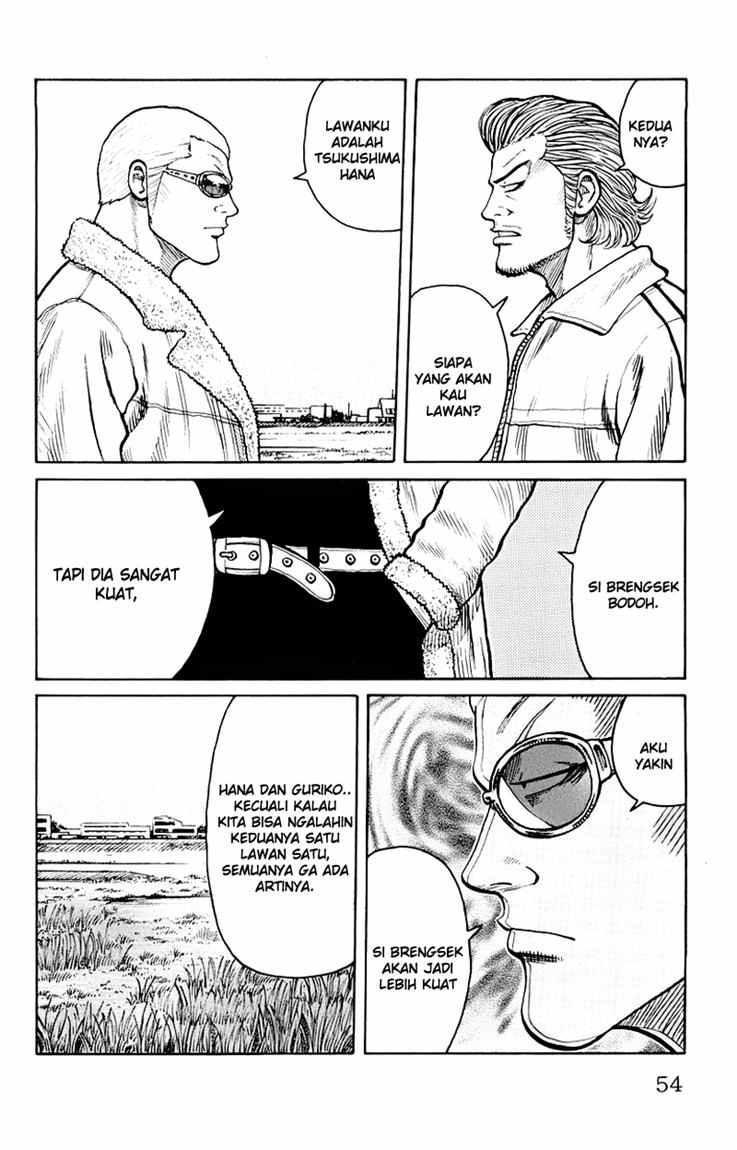 KEDUA
NYA?
SIAPA
YANG AKAN
KAU
LAWAN?
LAWANKU
ADALAH
TSUKUSHIMA
HANA
SI BRENGSEK
BODOH.
TAPI DIA SANGAT
KUAT,
AKU
YAKIN
SI BRENGSEK
AKAN JADI
LEBIH KUAT
HANA DAN GURIKO..
KECUALI KALAU
KITA BISA NGALAHIN
KEDUANYA SATU
LAWAN SATU,
SEMUANYA GA ADA
ARTINYA.
54